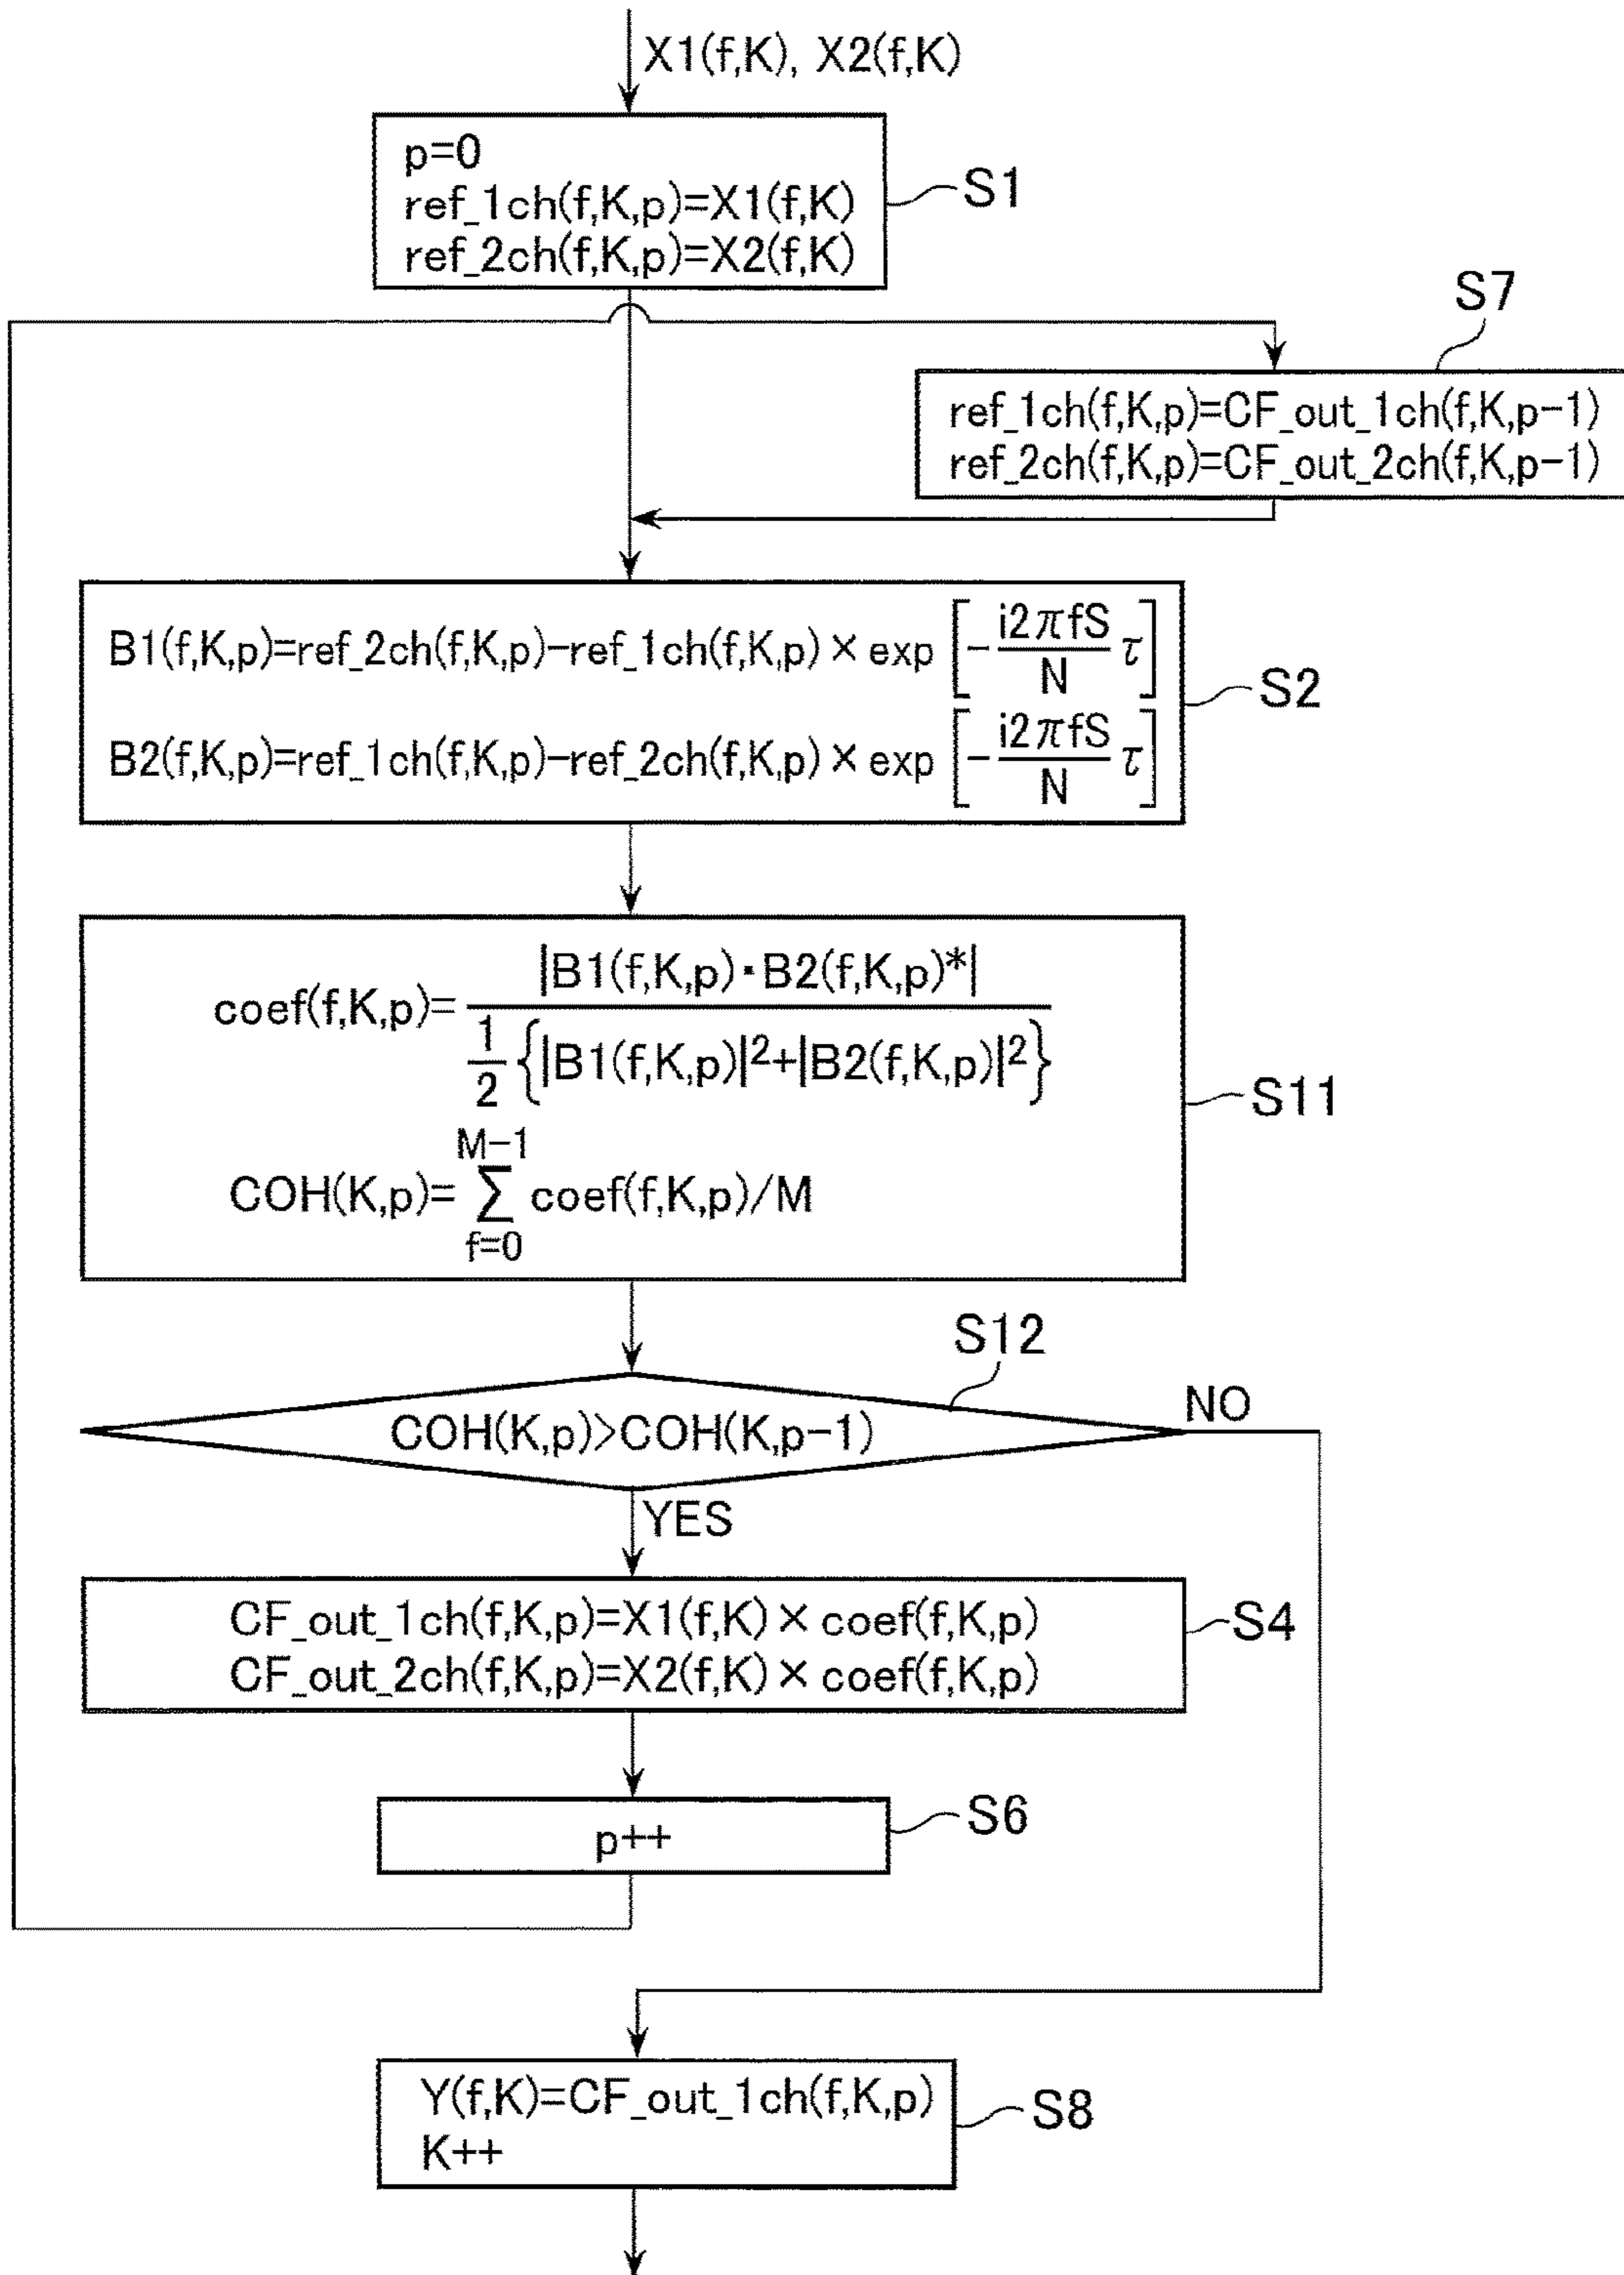 X1(f,K), X2(f,K)
p=0
ref_1ch(f,K,p)=X1(f,K)
ref_2ch(f,K,p)=X2(f,K)
S1
S7
ref_1ch(f,K,p)=CF_out_1ch(f,K,p-1)
ref_2ch(f,K,p)=CF_out_2ch(f,K,p-1)
B1(f,K,p)=ref_2ch(f,K,p)-ref_1ch(f,K,p)×exp[-i2πfS/N τ]
B2(f,K,p)=ref_1ch(f,K,p)-ref_2ch(f,K,p)×exp[-i2πfS/N τ]
S2
coef(f,K,p)=|B1(f,K,p)·B2(f,K,p)*| / 1/2{|B1(f,K,p)|²+|B2(f,K,p)|²}
M-1
COH(K,p)=Σ coef(f,K,p)/M
f=0
S11
S12
COH(K,p)>COH(K,p-1)
NO
YES
CF_out_1ch(f,K,p)=X1(f,K)×coef(f,K,p)
CF_out_2ch(f,K,p)=X2(f,K)×coef(f,K,p)
S4
p++
S6
Y(f,K)=CF_out_1ch(f,K,p)
K++
S8